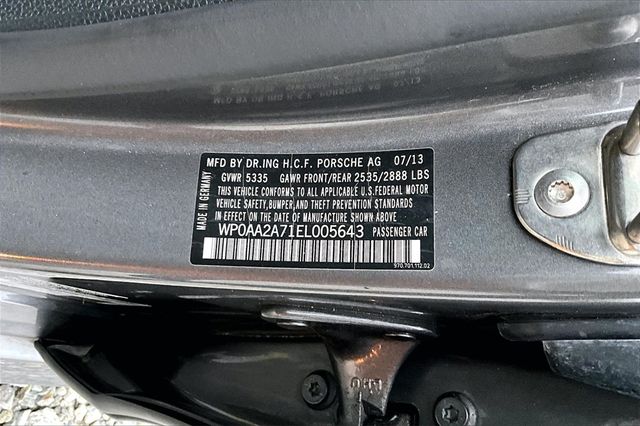 MFD BY DR.ING H.C.F. PORSCHE AG 07/13
GVWR 5335 GAWR FRONT/REAR 2535/2888 LBS
THIS VEHICLE CONFORMS TO ALL APPLICABLE U.S.FEDERAL MOTOR
VEHICLE SAFETY,BUMPER,AND THEFT PREVENTION STANDARDS
IN EFFECT ON THE DATE OF MANUFACTURE SHOWN ABOVE
WP0AA2A71EL005643 PASSENGER CAR
MADE IN GERMANY
970.701.112.02